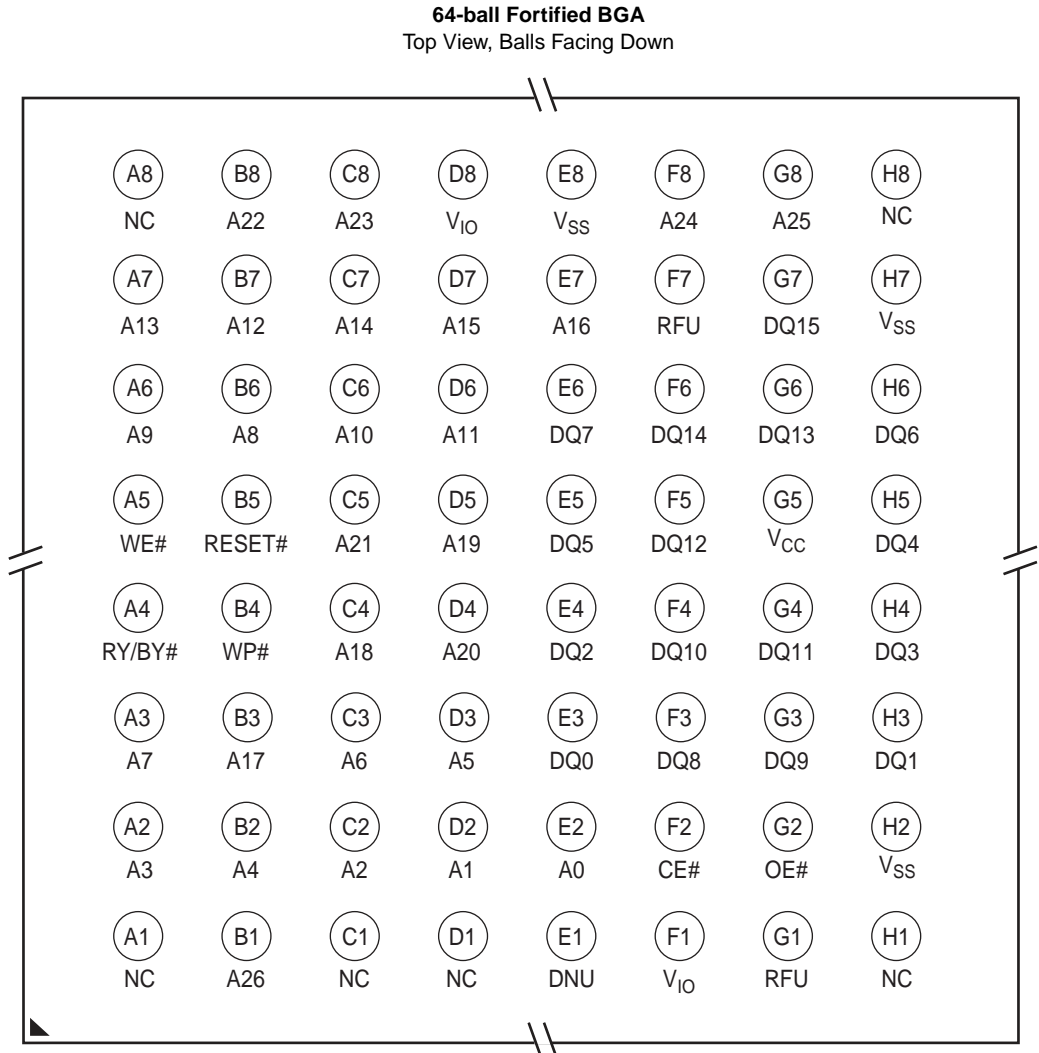 64-ball Fortified BGA
Top View, Balls Facing Down
A8 B8 C8 D8 E8 F8 G8 H8
NC A22 A23 VIO VSS A24 A25 NC
A7 B7 C7 D7 E7 F7 G7 H7
A13 A12 A14 A15 A16 RFU DQ15 VSS
A6 B6 C6 D6 E6 F6 G6 H6
A9 A8 A10 A11 DQ7 DQ14 DQ13 DQ6
A5 B5 C5 D5 E5 F5 G5 H5
WE# RESET# A21 A19 DQ5 DQ12 VCC DQ4
A4 B4 C4 D4 E4 F4 G4 H4
RY/BY# WP# A18 A20 DQ2 DQ10 DQ11 DQ3
A3 B3 C3 D3 E3 F3 G3 H3
A7 A17 A6 A5 DQ0 DQ8 DQ9 DQ1
A2 B2 C2 D2 E2 F2 G2 H2
A3 A4 A2 A1 A0 CE# OE# VSS
A1 B1 C1 D1 E1 F1 G1 H1
NC A26 NC NC DNU VIO RFU NC